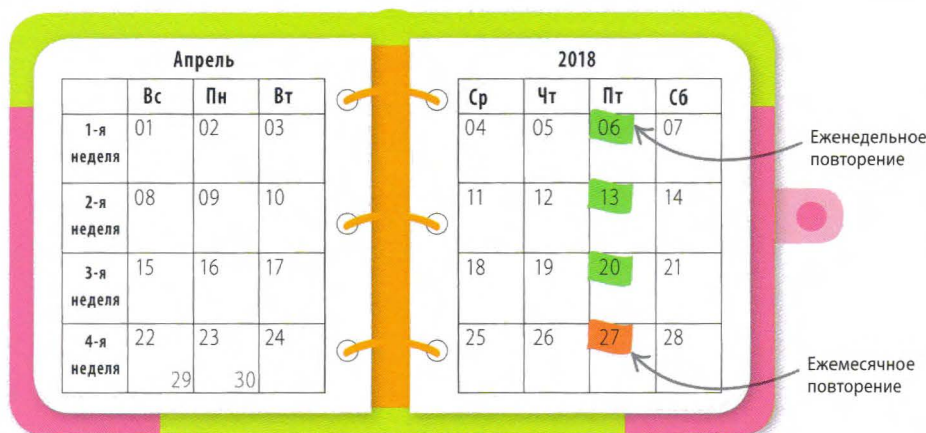 Апрель
2018
Вс Пн Вт Ср Чт Пт Сб
1-я
неделя
01 02 03 04 05 06 07
2-я
неделя
08 09 10 11 12 13 14
3-я
неделя
15 16 17 18 19 20 21
4-я
неделя
22 23 24 25 26 27 28
29 30
Еженедельное
повторение
Ежемесячное
повторение